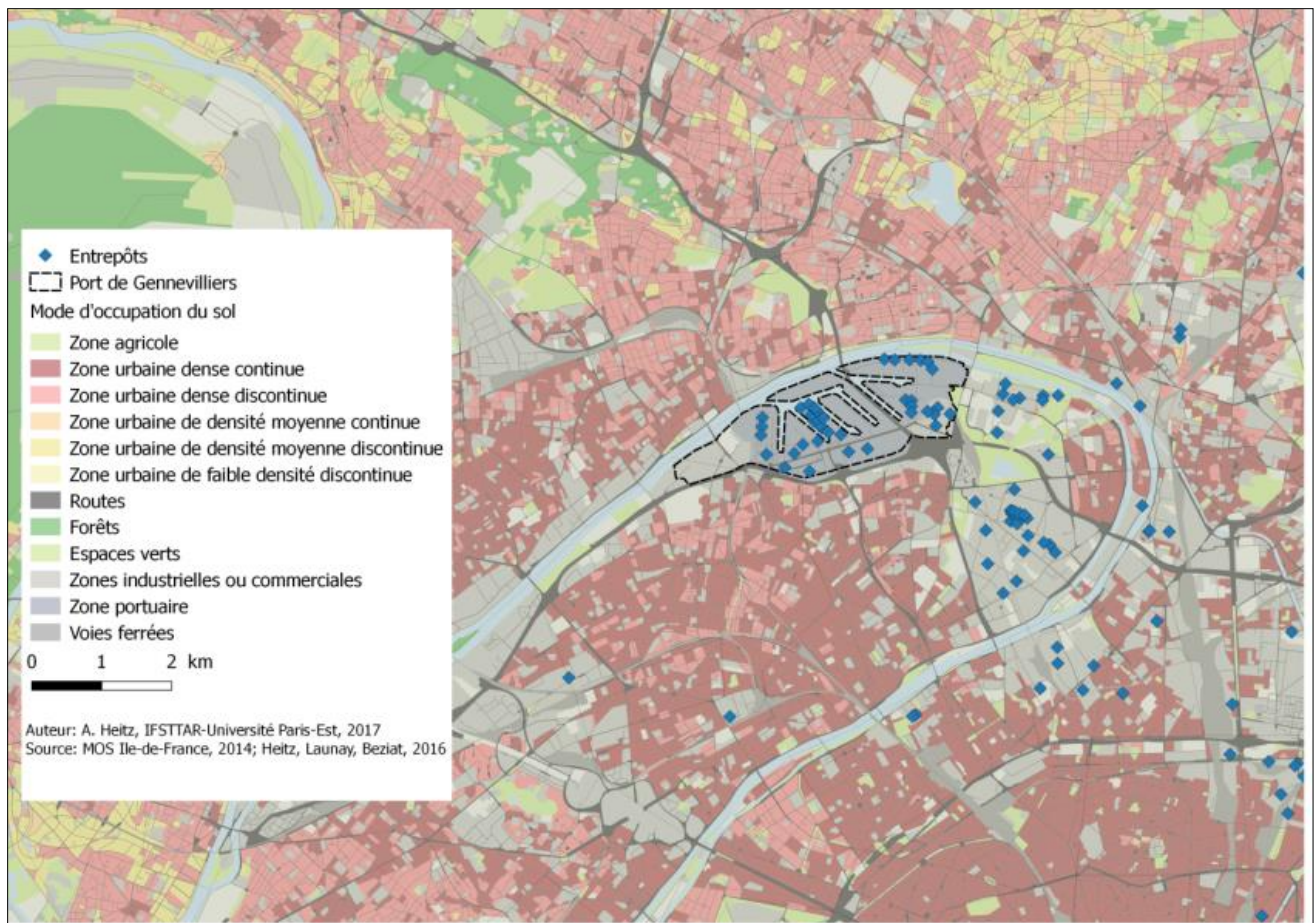 Entrepôts
Port de Gennevilliers
Mode d'occupation du sol
Zone agricole
Zone urbaine dense continue
Zone urbaine dense discontinue
Zone urbaine de densité moyenne continue
Zone urbaine de densité moyenne discontinue
Zone urbaine de faible densité discontinue
Routes
Forêts
Espaces verts
Zones industrielles ou commerciales
Zone portuaire
Voies ferrées
0 1 2 km
Auteur: A. Heitz, IFSTTAR-Université Paris-Est, 2017
Source: MOS Ile-de-France, 2014; Heitz, Launay, Beziat, 2016